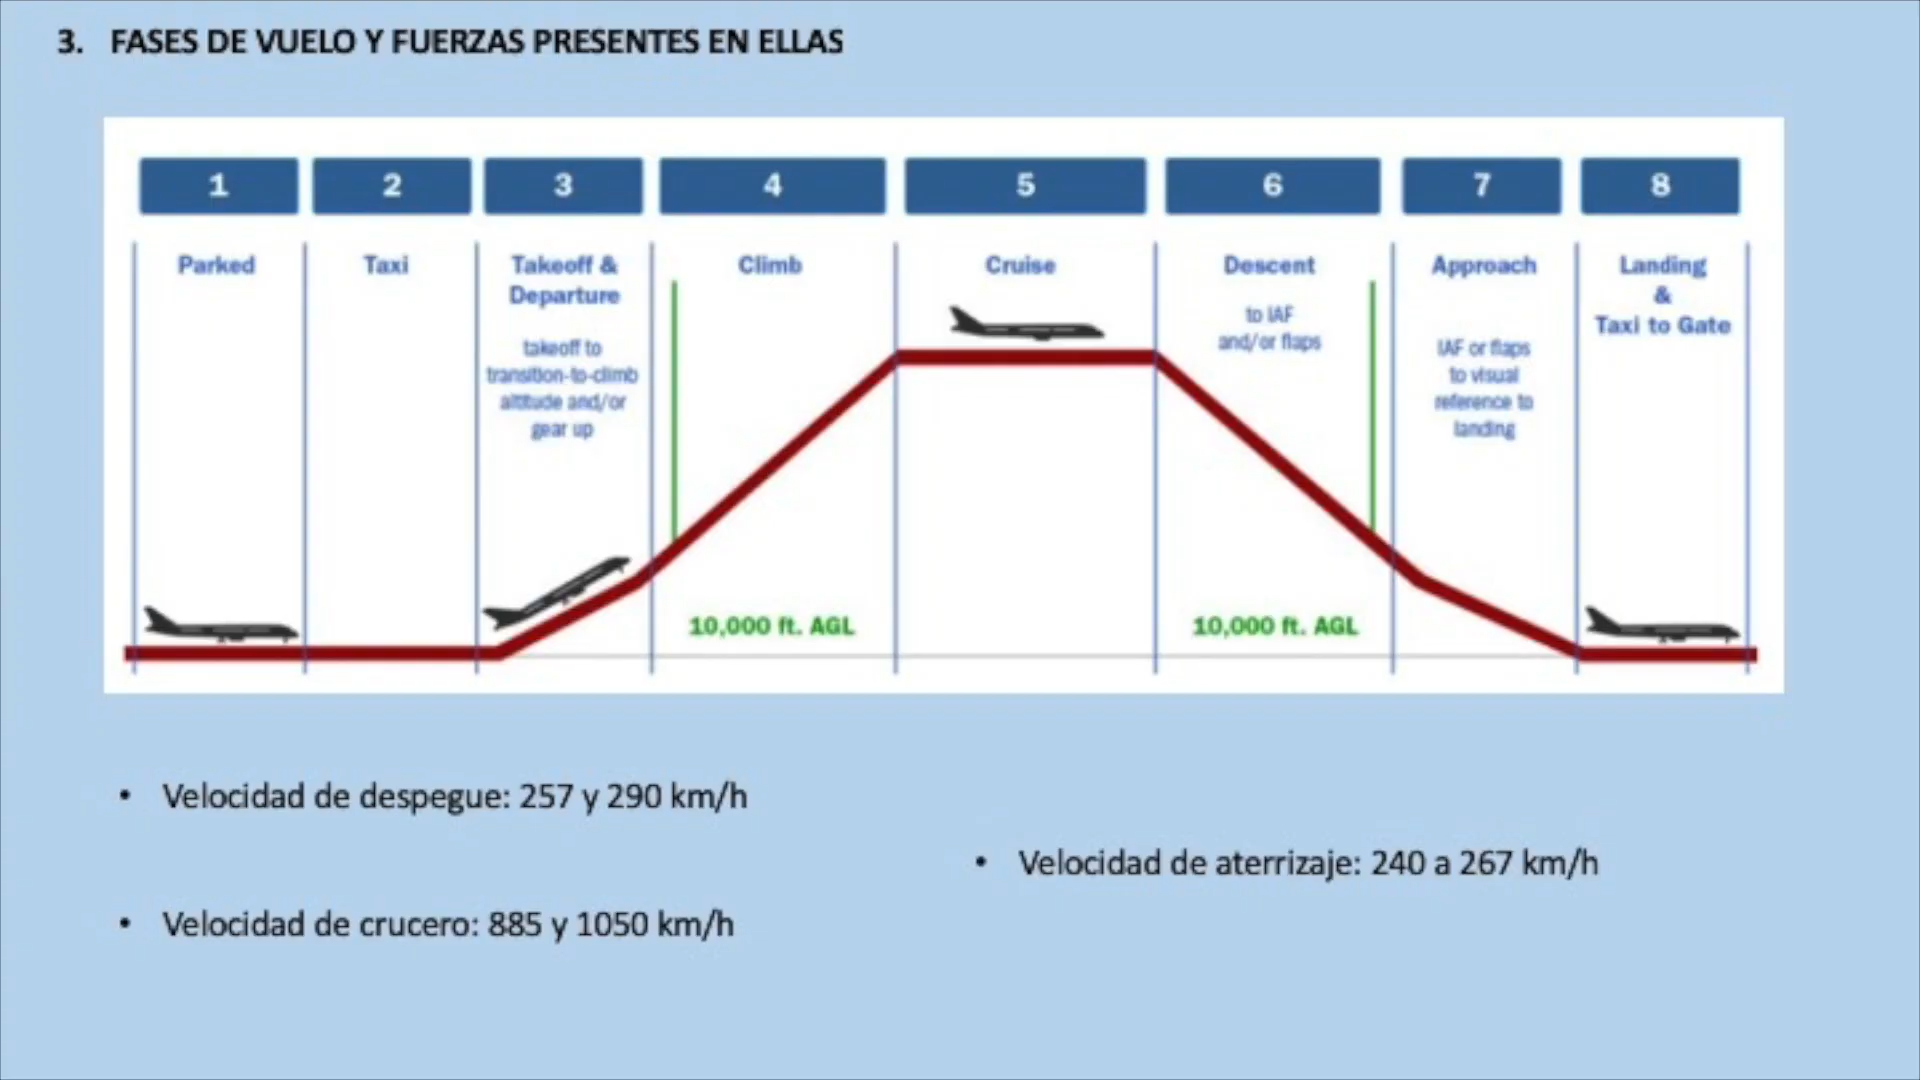 3. FASES DE VUELO Y FUERZAS PRESENTES EN ELLAS
1 2 3 4 5 6 7 8
Parked
Taxi
Takeoff &
Departure
takeoff to
transition-to-climb
altitude and/or
gear up
Climb
10,000 ft. AGL
Cruise
Descent
to IAF
and/or flaps
10,000 ft. AGL
Approach
IAF or flaps
to visual
reference to
landing
Landing
&
Taxi to Gate
• Velocidad de despegue: 257 y 290 km/h
• Velocidad de aterrizaje: 240 a 267 km/h
• Velocidad de crucero: 885 y 1050 km/h